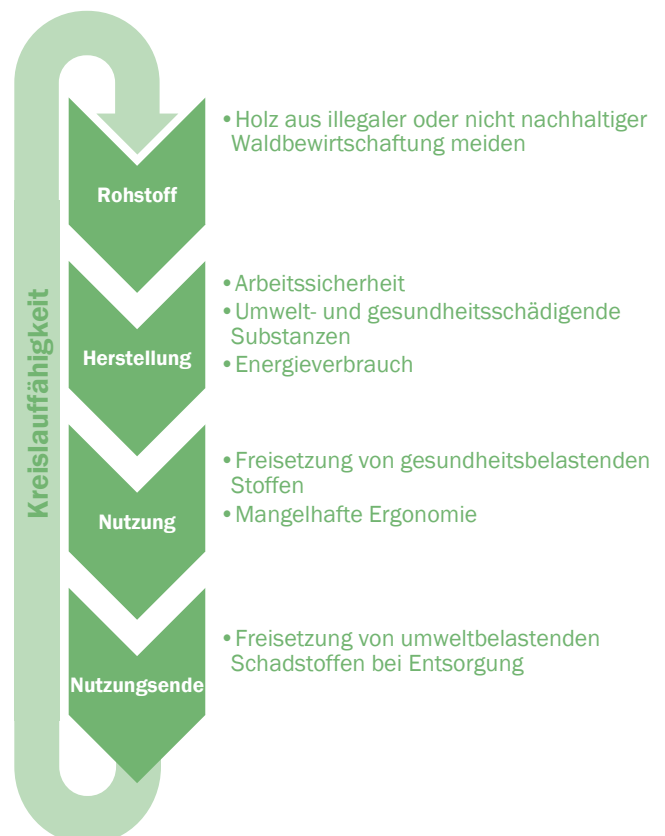 Kreislauffähigkeit
Rohstoff
•Holz aus illegaler oder nicht nachhaltiger
Waldbewirtschaftung meiden
Herstellung
•Arbeitssicherheit
•Umwelt- und gesundheitsschädigende
Substanzen
•Energieverbrauch
Nutzung
•Freisetzung von gesundheitsbelastenden
Stoffen
•Mangelhafte Ergonomie
Nutzungsende
•Freisetzung von umweltbelastenden
Schadstoffen bei Entsorgung